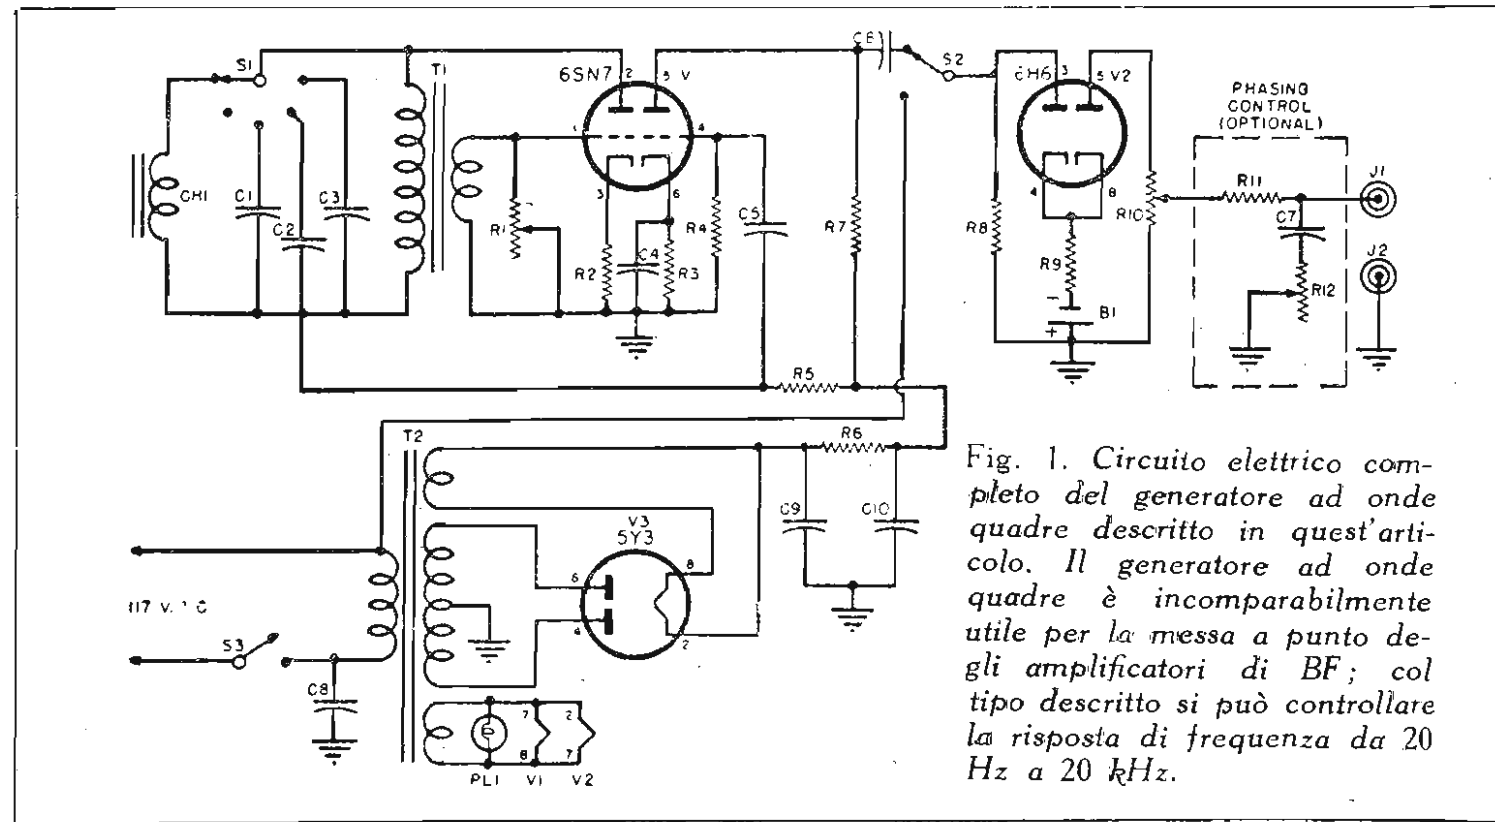 S1
T1
6SN7
2
5
V
C6
S2
6H6
3
5
V2
PHASING
CONTROL
(OPTIONAL)
CH1
C1
C2
C3
1
4
3
6
R1
R2
C4
R3
R4
C5
R7
R8
4
8
R9
R10
-
B1
+
R11
C7
R12
J1
J2
R5
T2
R6
C9
C10
V3
5Y3
6
8
4
2
117 V.
S3
C8
7
2
8
7
PL1
V1
V2
Fig. 1. Circuito elettrico com-
pleto del generatore ad onde
quadre descritto in quest'arti-
colo. Il generatore ad onde
quadre è incomparabilmente
utile per la messa a punto de-
gli amplificatori di BF; col
tipo descritto si può controllare
la risposta di frequenza da 20
Hz a 20 kHz.